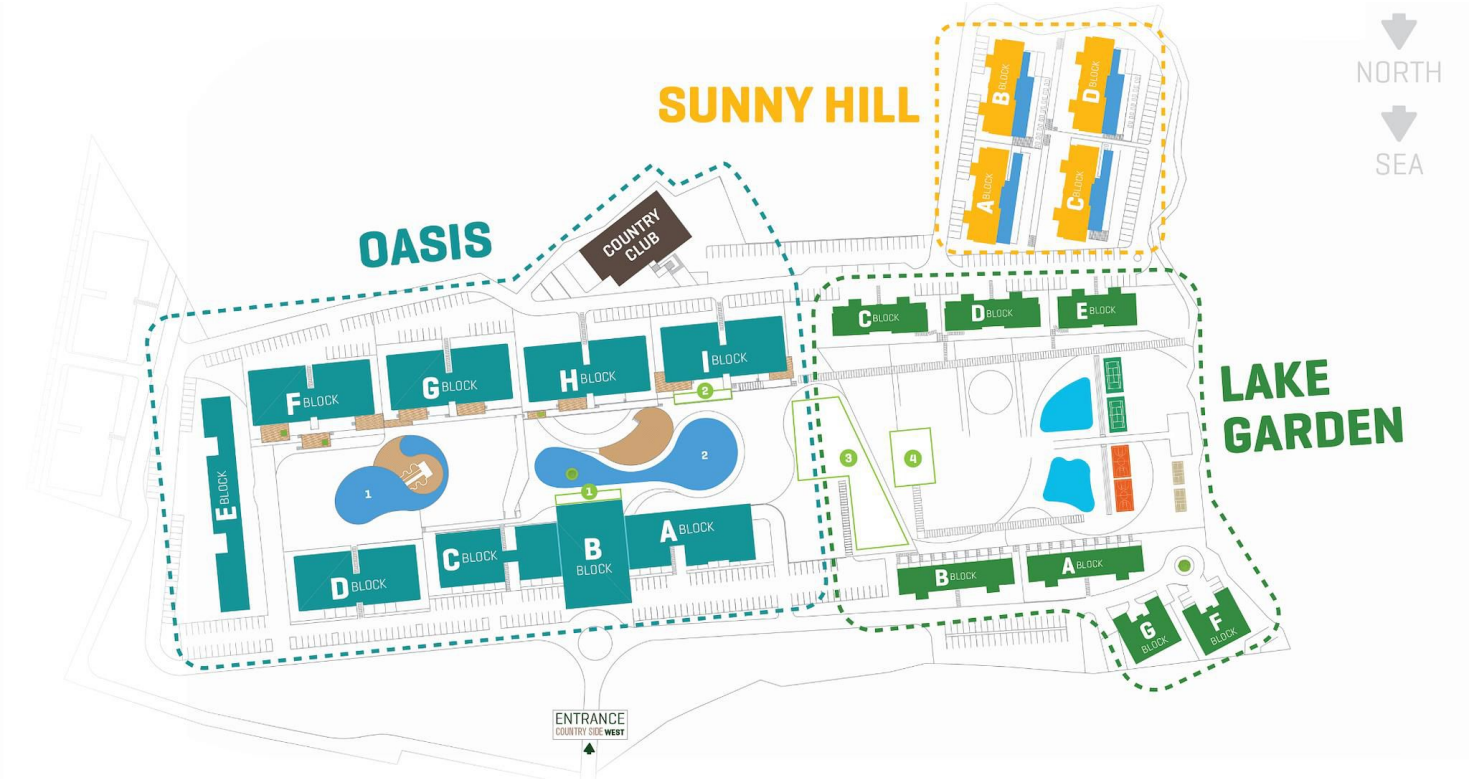 NORTH
SEA
SUNNY HILL
B BLOCK
D BLOCK
A BLOCK
C BLOCK
OASIS
COUNTRY
CLUB
F BLOCK
G BLOCK
H BLOCK
I BLOCK
E BLOCK
1
2
2
1
D BLOCK
C BLOCK
B
BLOCK
A BLOCK
3
4
C BLOCK
D BLOCK
E BLOCK
LAKE
GARDEN
B BLOCK
A BLOCK
G
BLOCK
F
BLOCK
ENTRANCE
COUNTRY SIDE WEST